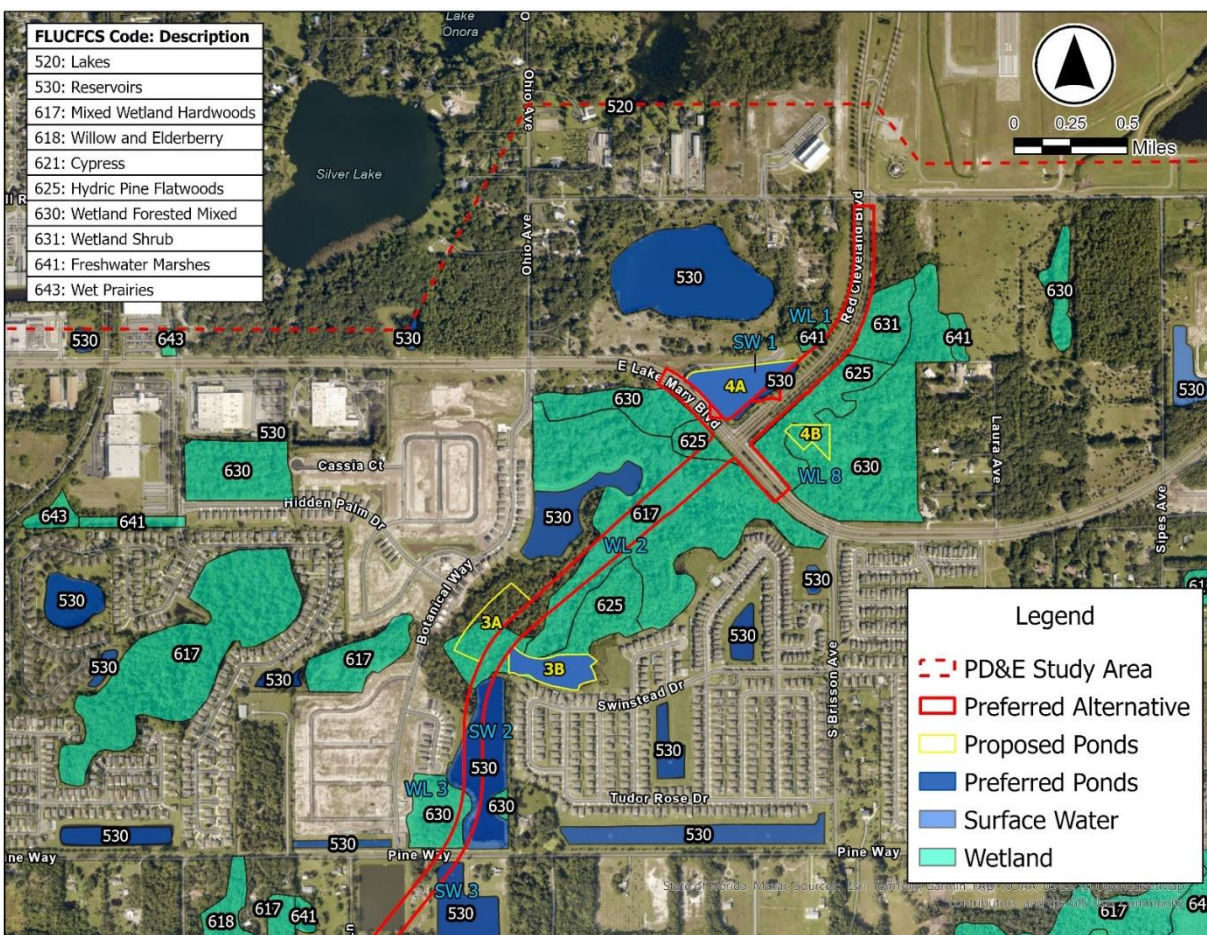 FLUCFCS Code: Description
520: Lakes
530: Reservoirs
617: Mixed Wetland Hardwoods
618: Willow and Elderberry
621: Cypress
625: Hydric Pine Flatwoods
630: Wetland Forested Mixed
631: Wetland Shrub
641: Freshwater Marshes
643: Wet Prairies
Lake
Onora
O
Ohio Ave
520
0 0.25 0.5
Miles
Silver Lake
Ohio Ave
Red Cleveland Blvd
530
630
530
643
530
WL 1
641
631
641
530
SW 1
E Lake Mary Blvd
4A
530
625
630
625
4B
630
WL 8
Laura Ave
Sipes Ave
530
630
Cassia Ct
Hidden Palm Dr
643
641
530
617
WL 2
Botanical Way
530
530
617
530
617
530
625
3A
3B
530
530
Swinstead Dr
S Brisson Ave
SW 2
530
530
WL 3
630
630
Tudor Rose Dr
530
530
530
ine Way
Pine Way
Pine Way
SW 3
530
618
617
641
617
Legend
PD&E Study Area
Preferred Alternative
Proposed Ponds
Preferred Ponds
Surface Water
Wetland